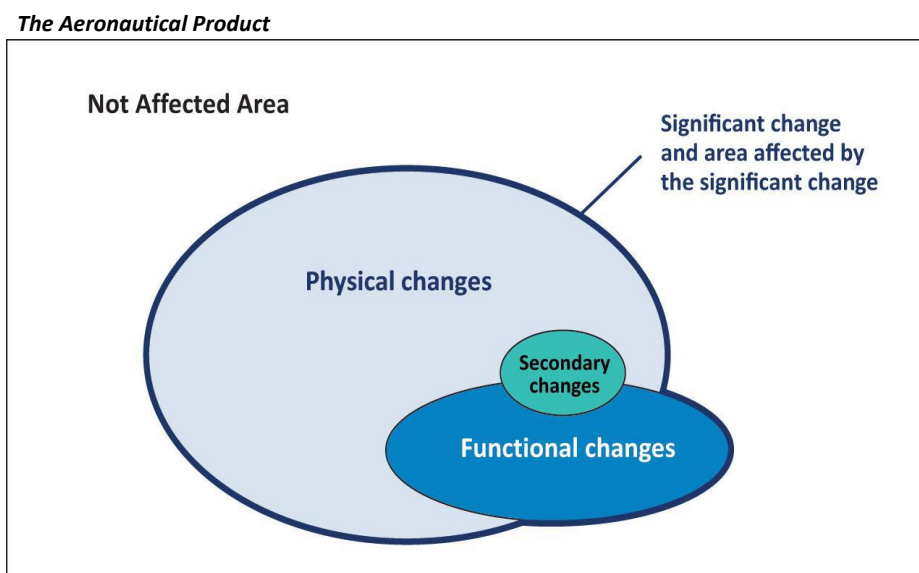 The Aeronautical Product
Not Affected Area
Significant change
and area affected by
the significant change
Physical changes
Secondary
changes
Functional changes